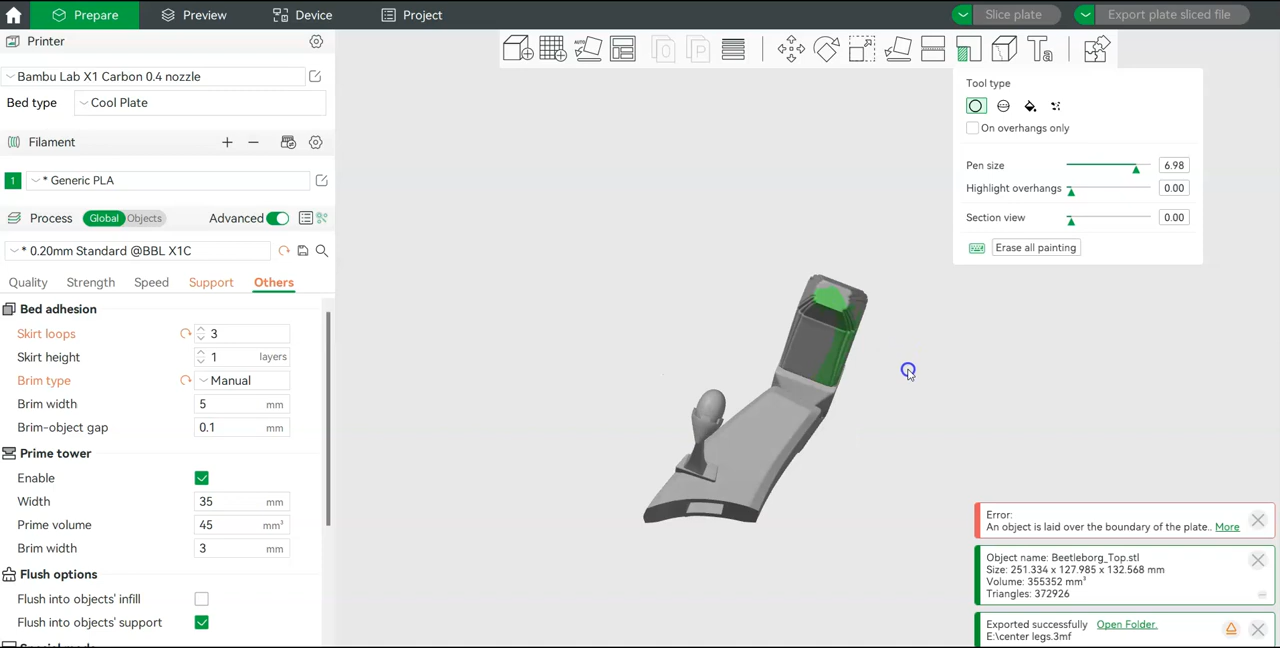 Prepare
Preview
Device
Project
Slice plate
Export plate sliced file
Printer
Bambu Lab X1 Carbon 0.4 nozzle
Bed type
Cool Plate
Filament
1
* Generic PLA
Process
Global
Objects
Advanced
* 0.20mm Standard @BBL X1C
Quality
Strength
Speed
Support
Others
Bed adhesion
Skirt loops 3
Skirt height 1 layers
Brim type Manual
Brim width 5 mm
Brim-object gap 0.1 mm
Prime tower
Enable
Width 35 mm
Prime volume 45 mm³
Brim width 3 mm
Flush options
Flush into objects' infill
Flush into objects' support
Tool type
On overhangs only
Pen size 6.98
Highlight overhangs 0.00
Section view 0.00
Erase all painting
Error:
An object is laid over the boundary of the plate.. More
Object name: Beetleborg_Top.stl
Size: 251.334 x 127.985 x 132.568 mm
Volume: 355352 mm³
Triangles: 372926
Exported successfully Open Folder.
E:\center legs.3mf